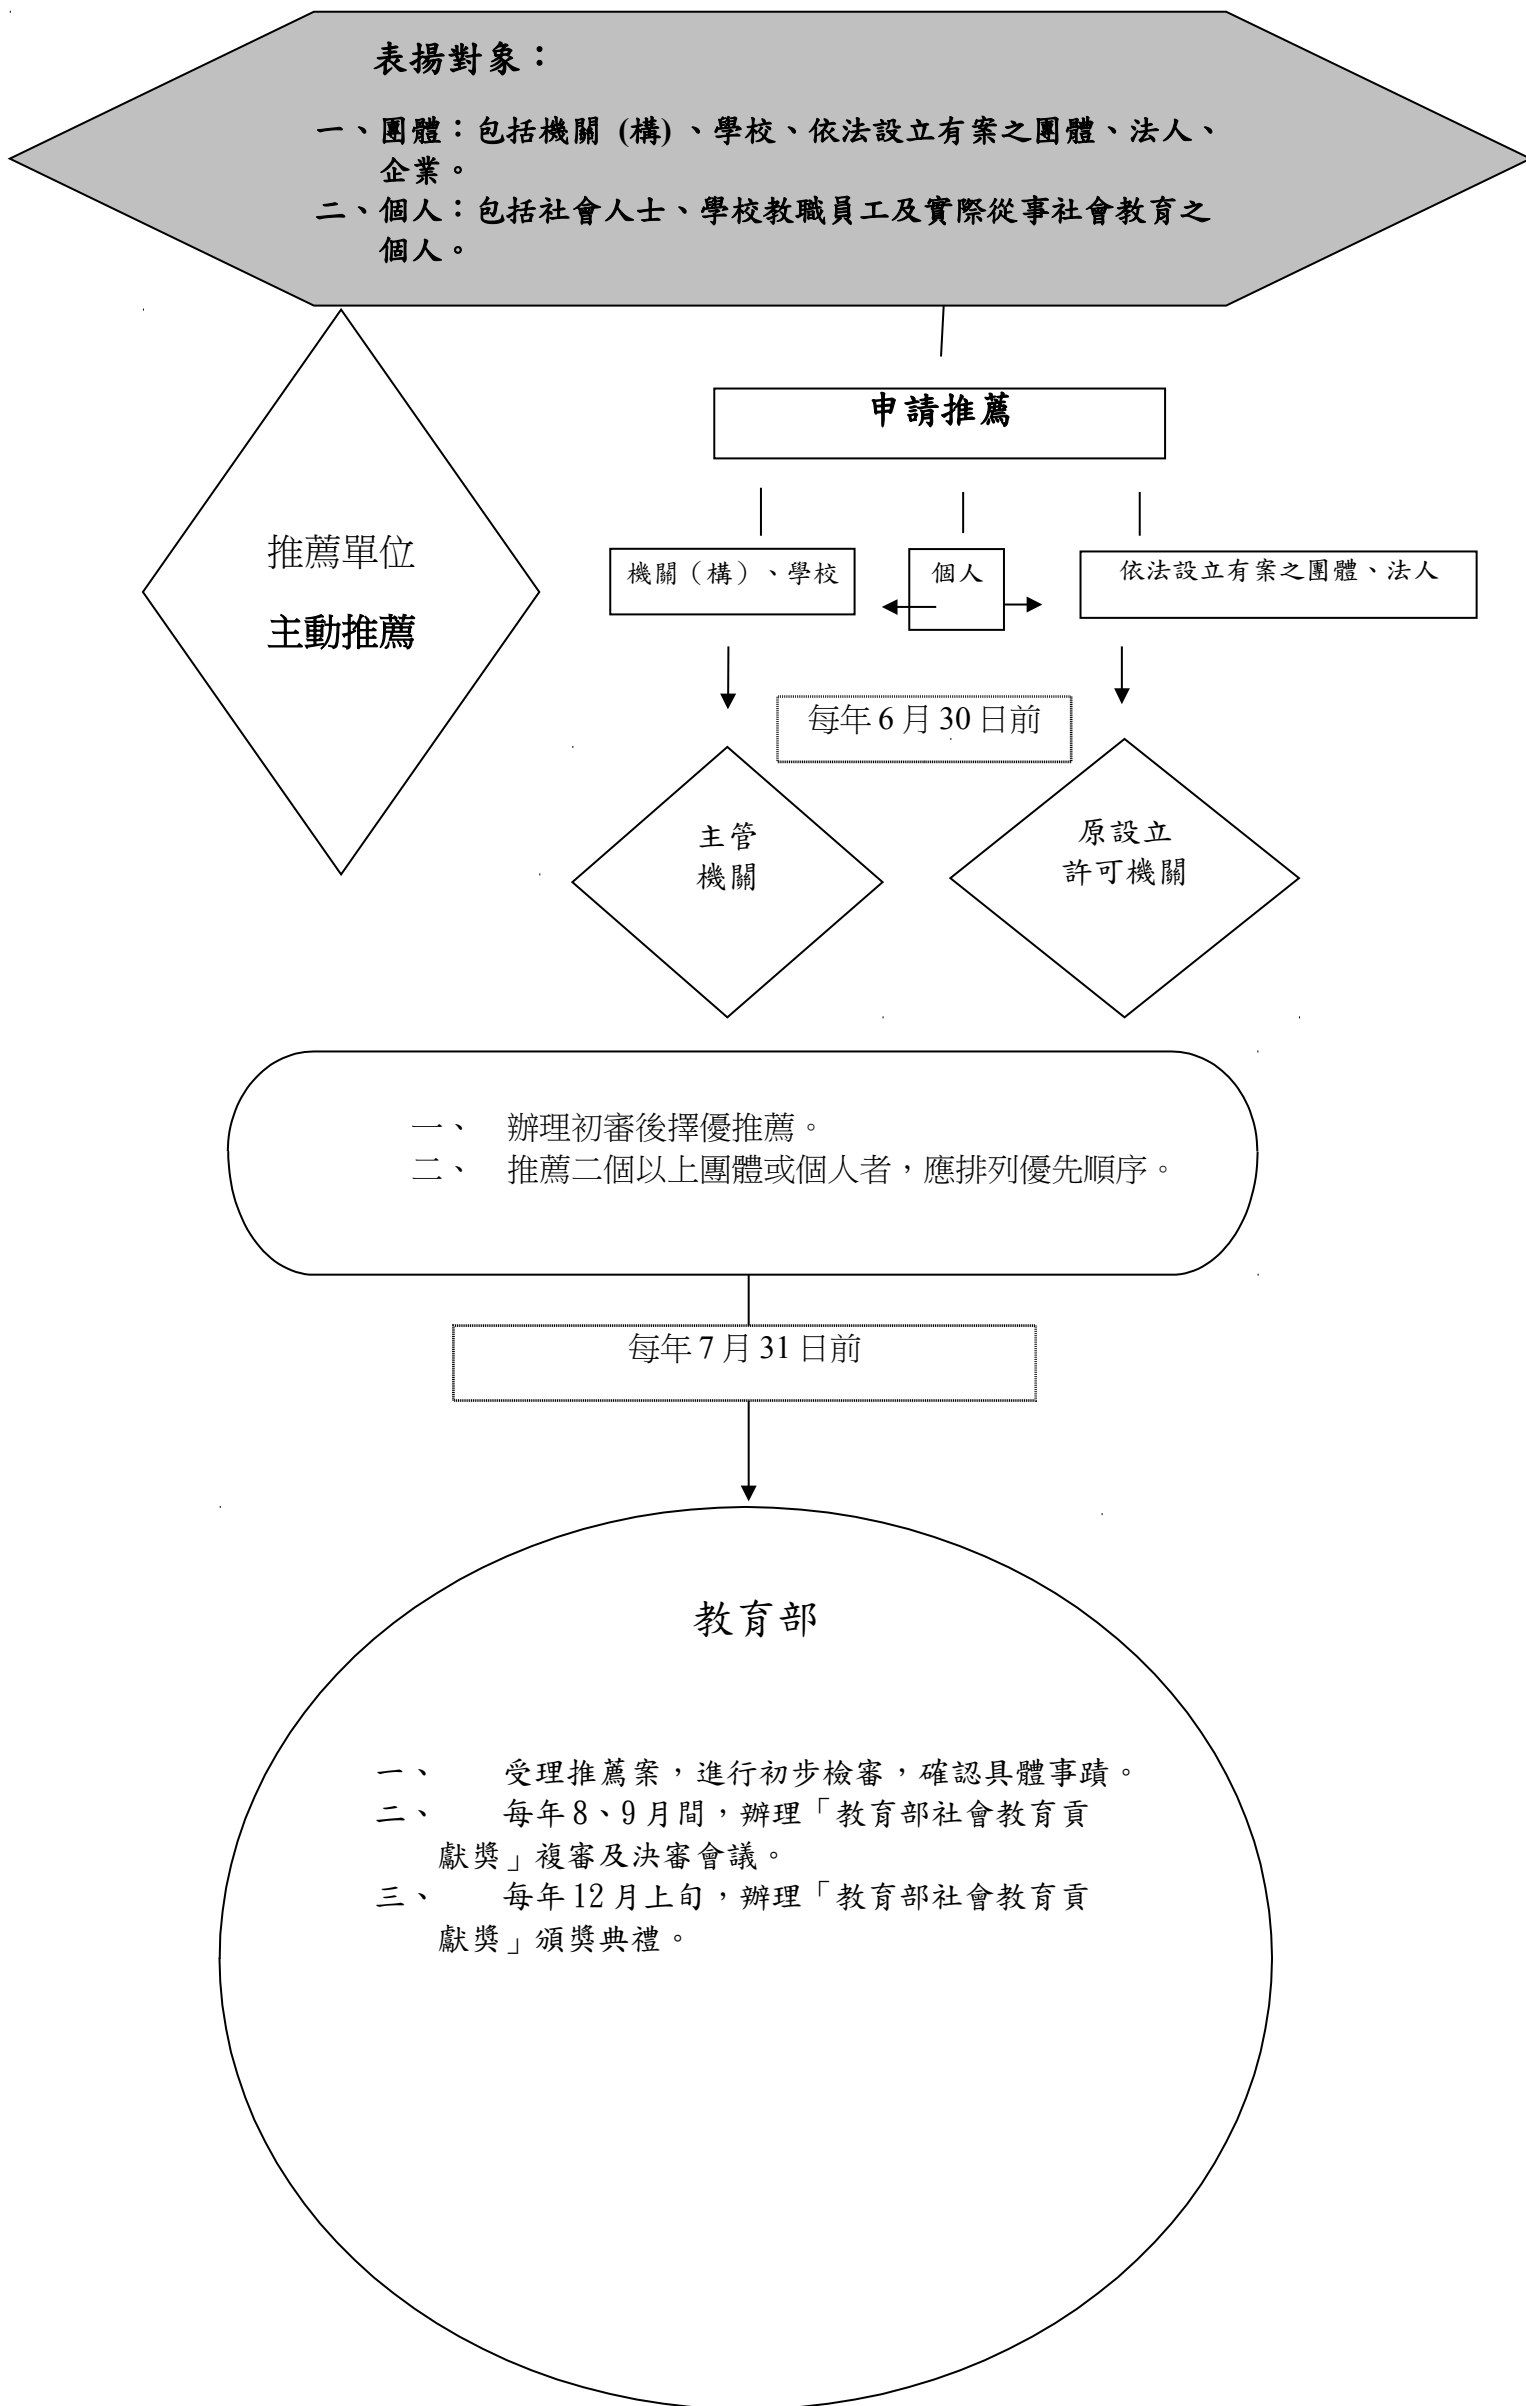 表揚對象：
一、團體：包括機關 (構) 、學校、依法設立有案之團體、法人、
企業。
二、個人：包括社會人士、學校教職員工及實際從事社會教育之
個人。
申請推薦
推薦單位
主動推薦
機關（構）、學校
個人
依法設立有案之團體、法人
每年 6 月 30 日前
主管
機關
原設立
許可機關
一、 辦理初審後擇優推薦。
二、 推薦二個以上團體或個人者，應排列優先順序。
每年 7 月 31 日前
教育部
一、 受理推薦案，進行初步檢審，確認具體事蹟。
二、 每年 8、9 月間，辦理「教育部社會教育貢
獻獎」複審及決審會議。
三、 每年 12 月上旬，辦理「教育部社會教育貢
獻獎」頒獎典禮。